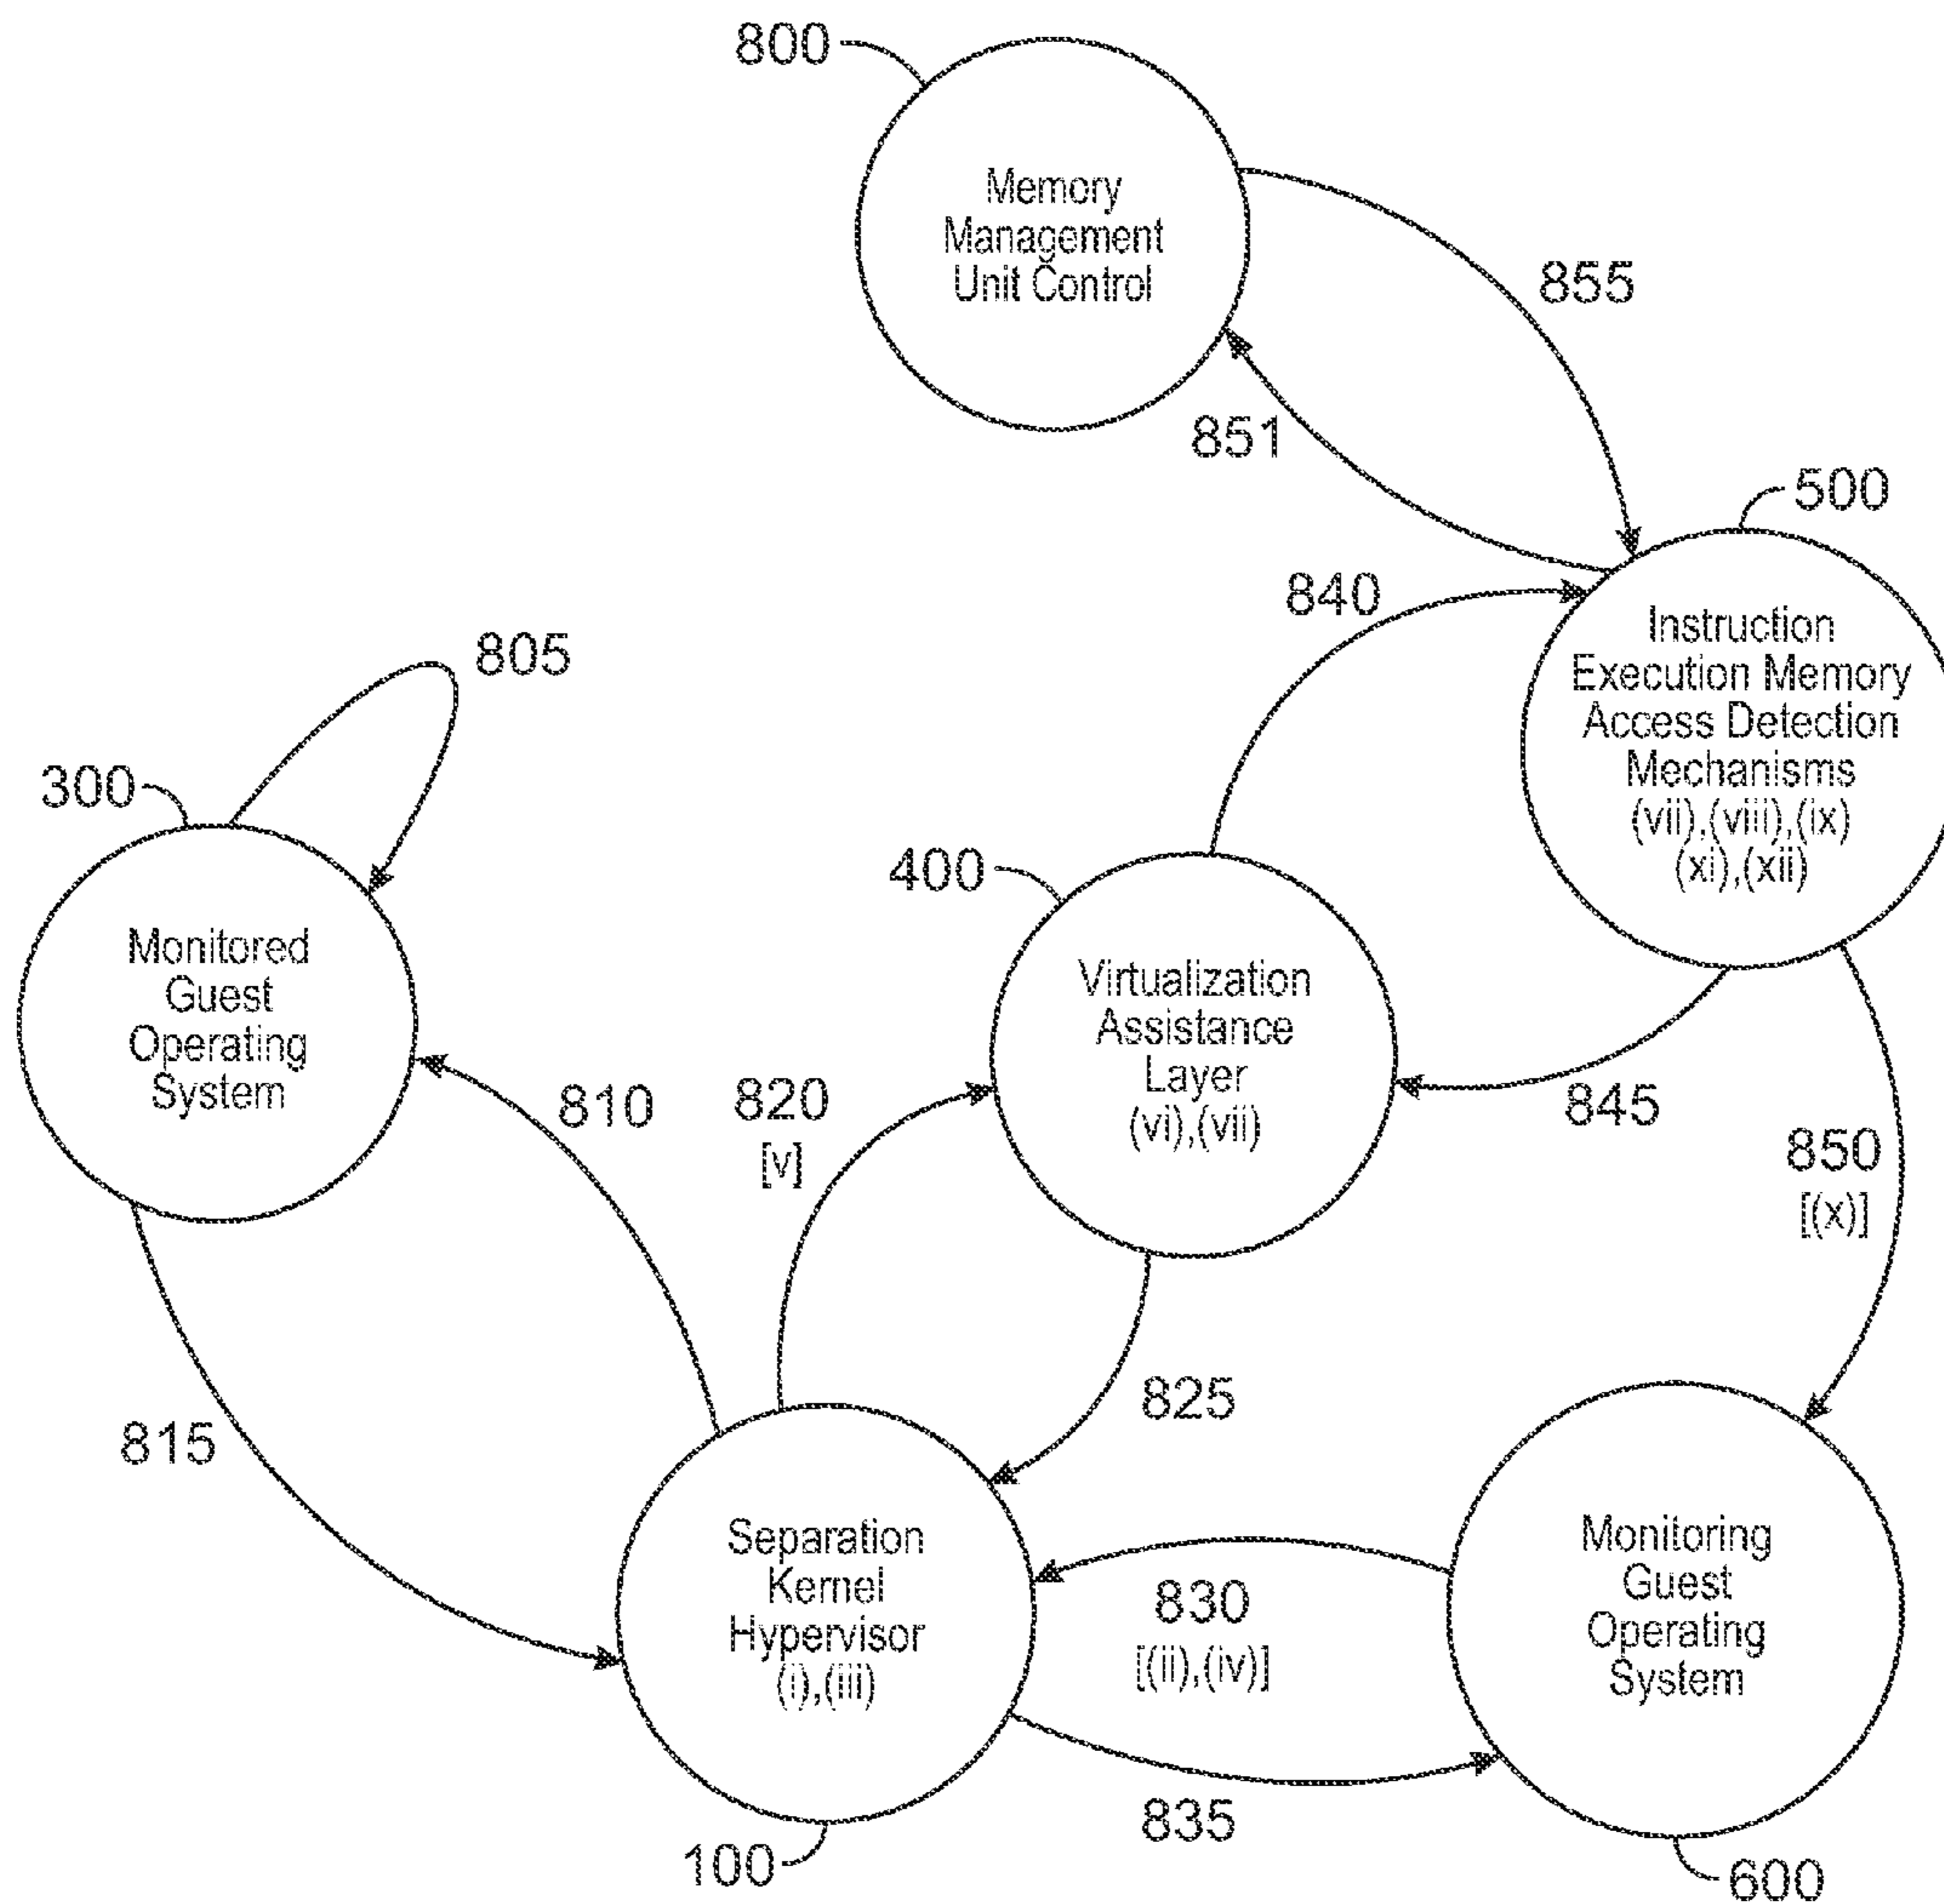 800
Memory
Management
Unit Control
855
851
500
840
Instruction
Execution Memory
Access Detection
Mechanisms
(vii),(viii),(ix)
(xi),(xii)
805
300
400
Monitored
Guest
Operating
System
Virtualization
Assistance
Layer
(vi),(vii)
810
820
[v]
845
850
[(x)]
815
825
Separation
Kernel
Hypervisor
(i),(iii)
830
[(ii),(iv)]
Monitoring
Guest
Operating
System
835
100
600